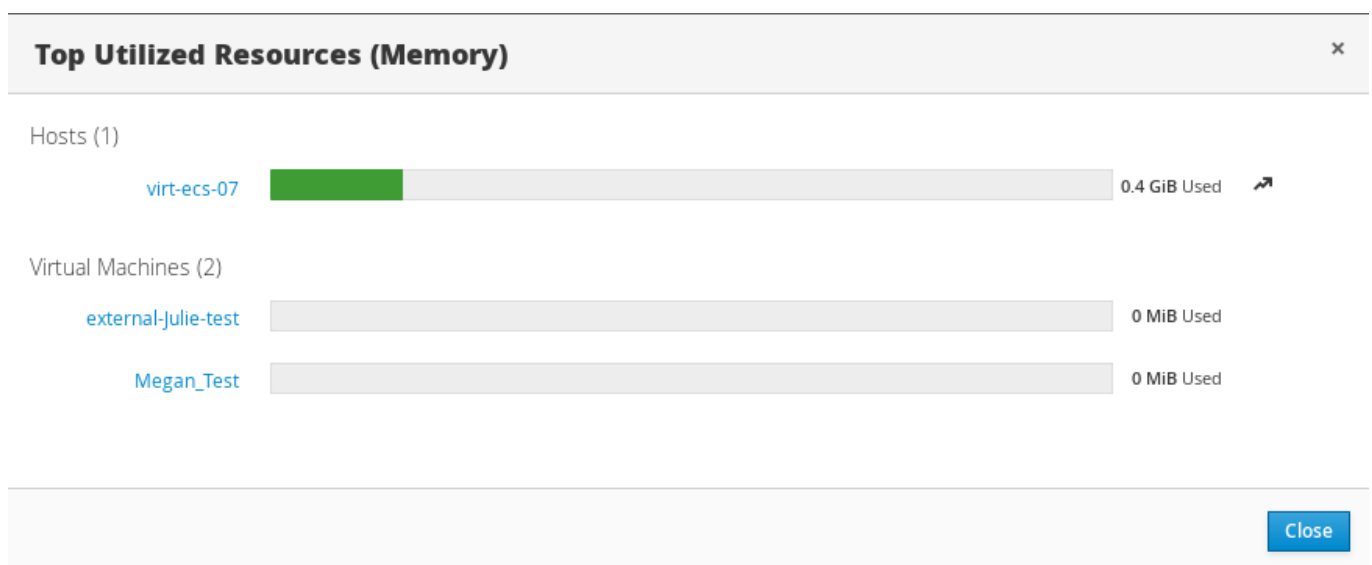 Top Utilized Resources (Memory)
×
Hosts (1)
virt-ecs-07 0.4 GiB Used
Virtual Machines (2)
external-Julie-test 0 MiB Used
Megan_Test 0 MiB Used
Close